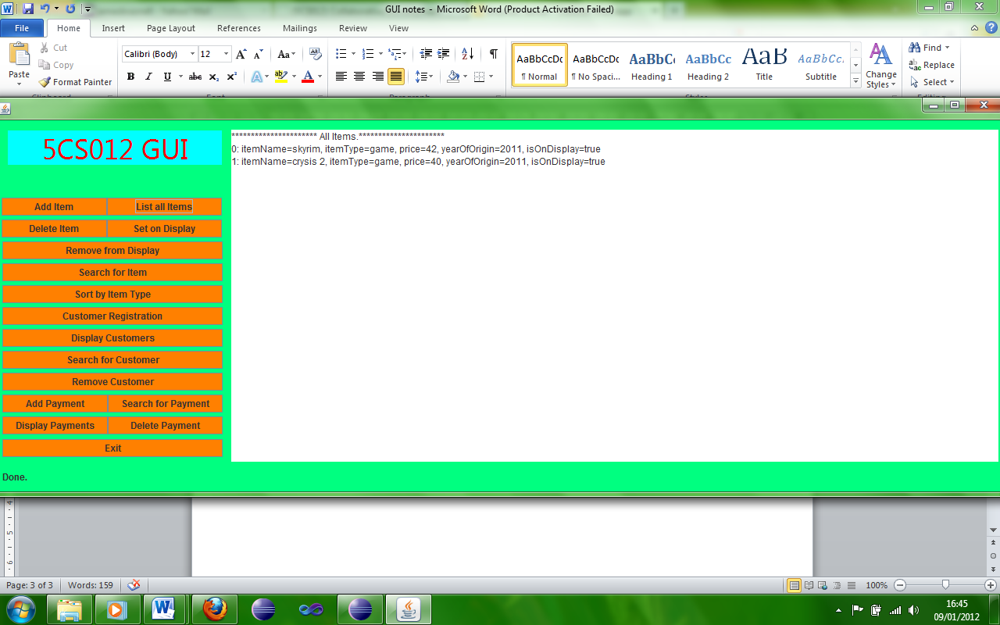 GUI notes - Microsoft Word (Product Activation Failed)
File Home Insert Page Layout References Mailings Review View
Paste
Cut
Copy
Format Painter
Calibri (Body) 12
AaBbCcDc AaBbCcDc AaBbCc AaBbCc AaB AaBbCc.
¶ Normal ¶ No Spaci... Heading 1 Heading 2 Title Subtitle
Change Styles
Find
Replace
Select
Clipboard Font Paragraph Styles Editing
5CS012 GUI
Add Item List all Items
Delete Item Set on Display
Remove from Display
Search for Item
Sort by Item Type
Customer Registration
Display Customers
Search for Customer
Remove Customer
Add Payment Search for Payment
Display Payments Delete Payment
Exit
Done.
********************** All Items.**********************
0: itemName=skyrim, itemType=game, price=42, yearOfOrigin=2011, isOnDisplay=true
1: itemName=crysis 2, itemType=game, price=40, yearOfOrigin=2011, isOnDisplay=true
Page: 3 of 3 Words: 159 100%
16:45
09/01/2012